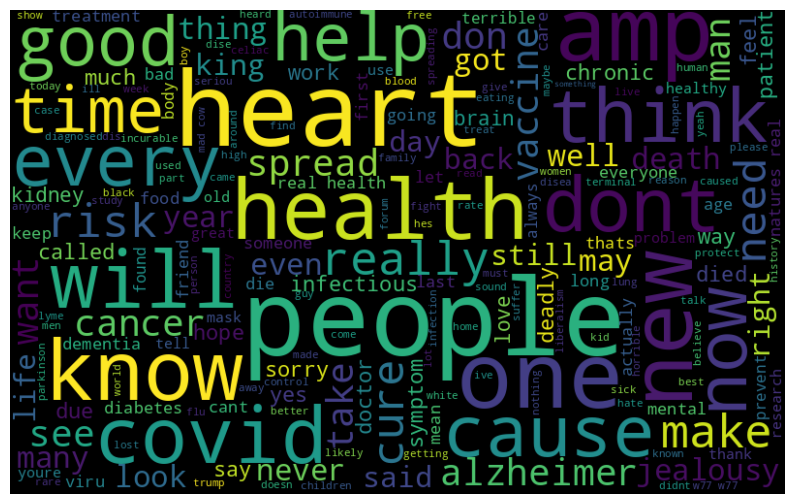 good
help
amp
thing
king
don
got
man
much
bad
work
use
terrible
chronic
patient
feel
care
vaccine
time
heart
think
every
spread
real health
day
brain
back
well
death
everyone
kidney
food
old
health
dont
need
risk
year
called
even
really
still
may
thats
way
want
will
found
friend
die
infectious
last
long
deadly
died
right
cancer
hope
mask
love
new
now
people
know
one
life
dementia
tell
sorry
take
cure
doctor
symptom
mean
actually
prevent
mental
due
diabetes
cant
yes
covid
cause
make
see
many
look
say
never
said
alzheimer
jealousy
youre
viru
show
treatment
heard
autoimmune
free
dise
celiac
boy
seriou
spreading
today
ill
week
body
blood
first
going
give
eating
maybe
something
human
live
happen
yeah
healthy
please
case
diagnosed
dis
incurable
mad cow
around
find
treat
family
used
part
came
high
let
read
always
women
disea
terminal
reason
caused
natures real
anyone
black
study
hes
fight
rate
forum
age
keep
great
someone
problem
protect
history
person
country
guy
sound
suffer
must
liberalism
lung
talk
believe
horrible
lyme
men
parkinson
world
made
come
home
infection
lot
kid
ive
nothing
sick
best
hate
known
thank
research
away
control
better
flu
white
getting
likely
lost
rare
trump
doesn
children
didnt
w77 w77